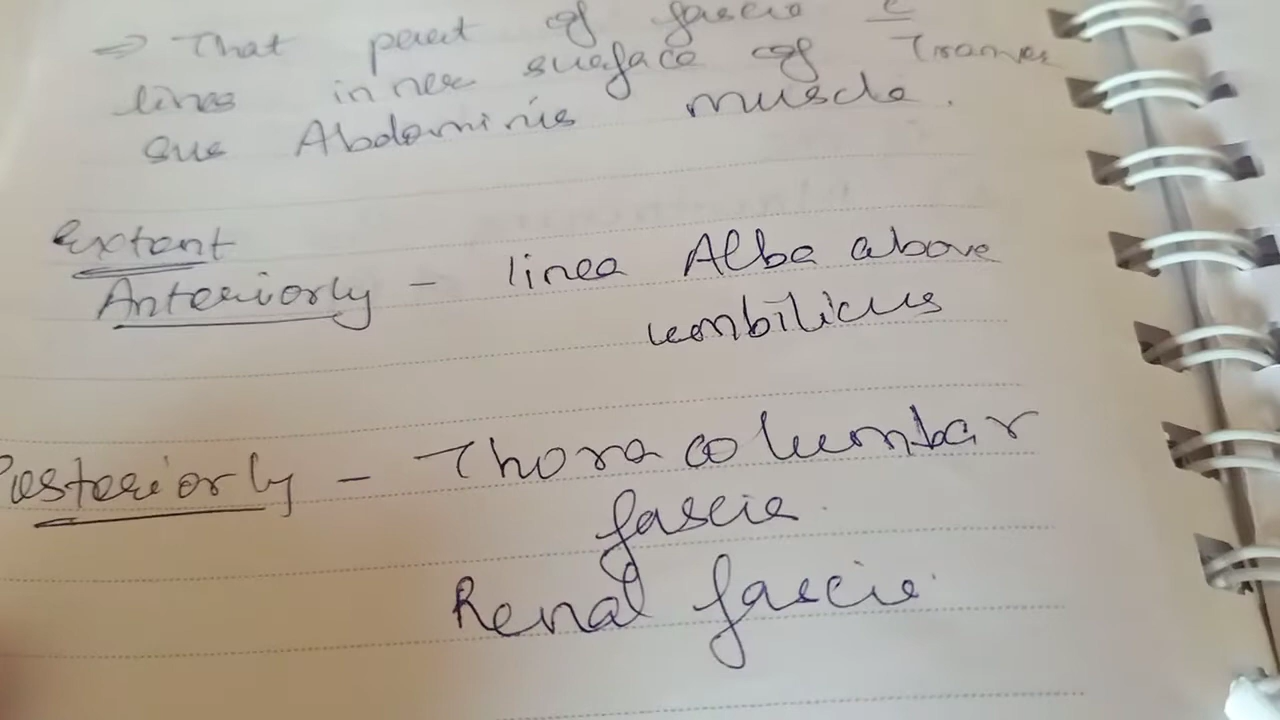 ⇒ That part of fascia c̄
lines inner surface of Transver
sus Abdominis muscle.
Extent
Anteriorly - linea Alba above
umbilicus
Posteriorly - Thoracolumbar
fascia.
Renal fascia.